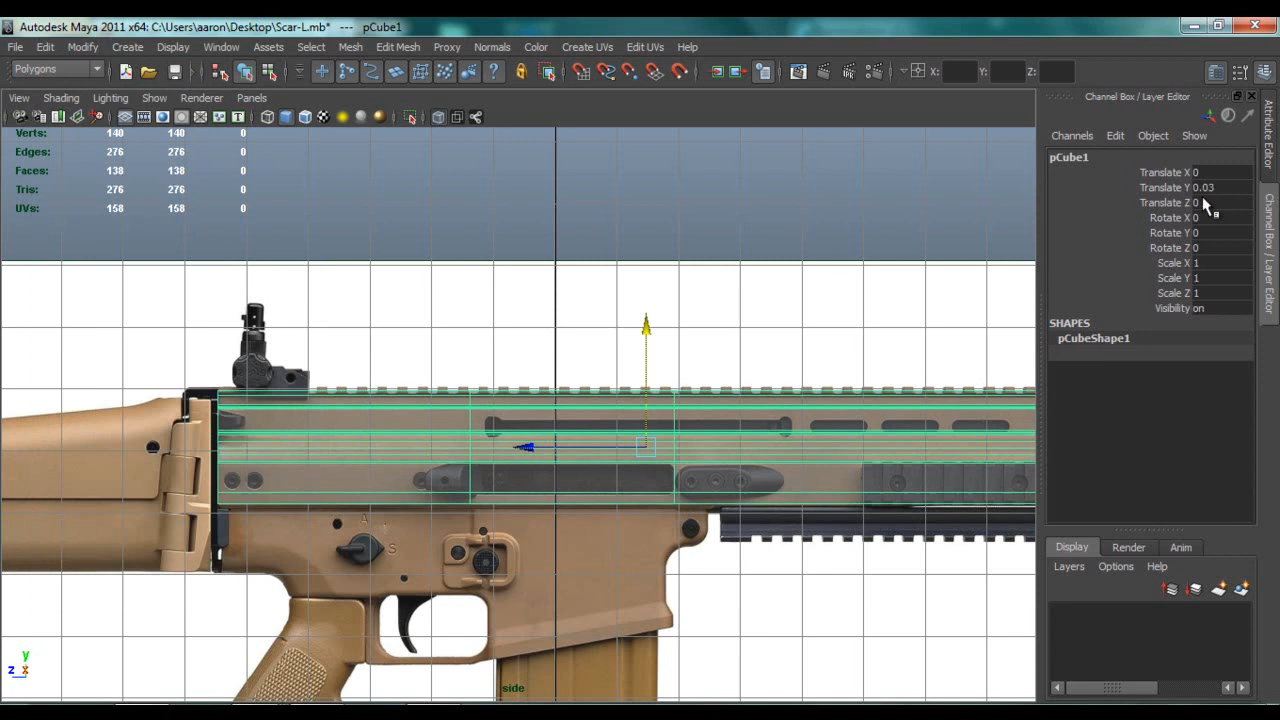 Autodesk Maya 2011 x64: C:\Users\aaron\Desktop\Scar-L.mb* --- pCube1
File Edit Modify Create Display Window Assets Select Mesh Edit Mesh Proxy Normals Color Create UVs Edit UVs Help
Polygons X: Y: Z:
View Shading Lighting Show Renderer Panels
Channel Box / Layer Editor
Channels Edit Object Show
Attribute Editor
Channel Box / Layer Editor
Verts: 140 140 0
Edges: 276 276 0
Faces: 138 138 0
Tris: 276 276 0
UVs: 158 158 0
pCube1
Translate X 0
Translate Y 0.03
Translate Z 0
Rotate X 0
Rotate Y 0
Rotate Z 0
Scale X 1
Scale Y 1
Scale Z 1
Visibility on
SHAPES
pCubeShape1
A
S
y
z x
side
Display Render Anim
Layers Options Help